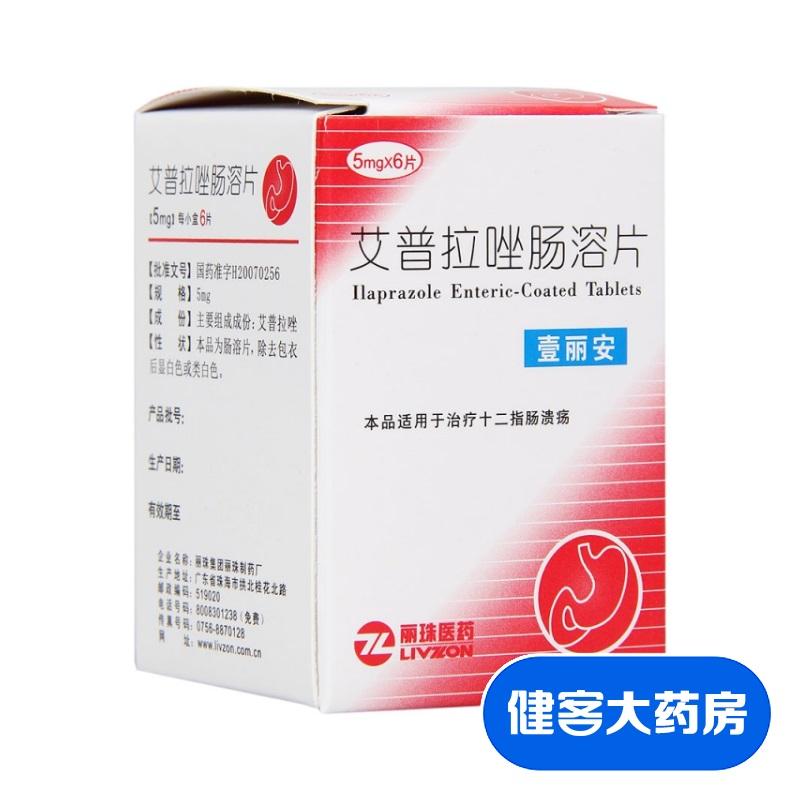 艾普拉唑肠溶片
【5mg】每小盒6片
【批准文号】国药准字H20070256
【规 格】5mg
【成 份】主要组成成份：艾普拉唑
【性 状】本品为肠溶片，除去包衣
后显白色或类白色。
产品批号：
生产日期：
有效期至
企业名称：丽珠集团丽珠制药厂
生产地址：广东省珠海市拱北桂花北路
邮政编码：519020
电话号码：8008301238（免费）
传真号码：0756-8870128
网 址：www.livzon.com.cn
5mgX6片
艾普拉唑肠溶片
Ilaprazole Enteric-Coated Tablets
壹丽安
本品适用于治疗十二指肠溃疡
丽珠医药
LIVZON
健客大药房